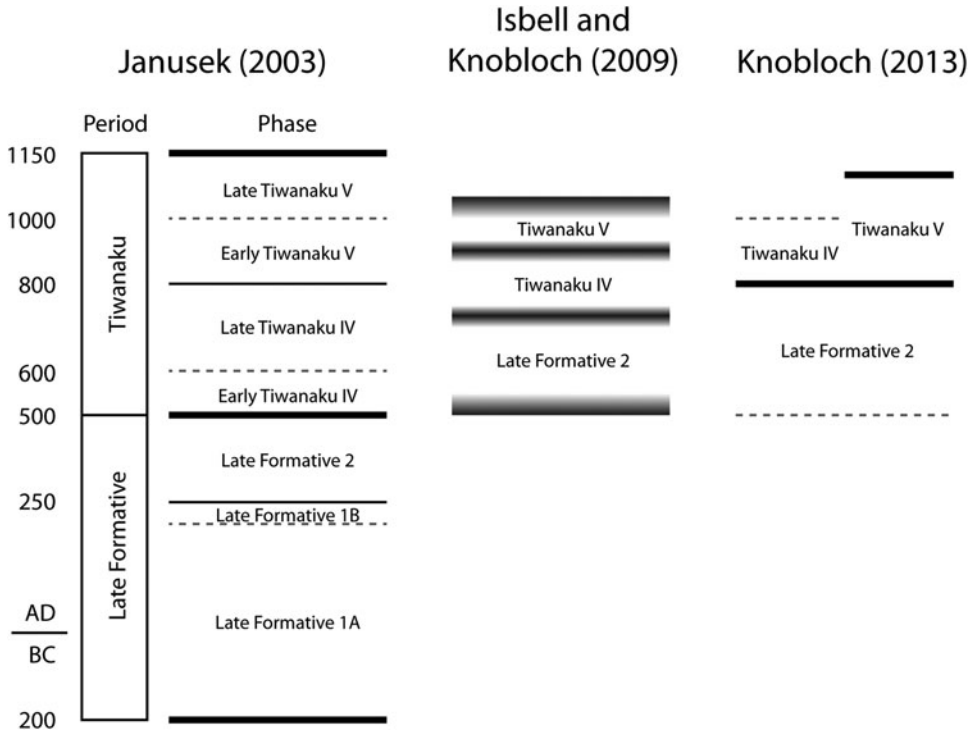 Janusek (2003)
Isbell and
Knobloch (2009)
Knobloch (2013)
Period
Phase
1150
1000
800
600
500
250
AD
BC
200
Tiwanaku
Late Formative
Late Tiwanaku V
Early Tiwanaku V
Late Tiwanaku IV
Early Tiwanaku IV
Late Formative 2
Late Formative 1B
Late Formative 1A
Tiwanaku V
Tiwanaku IV
Late Formative 2
Tiwanaku V
Tiwanaku IV
Late Formative 2